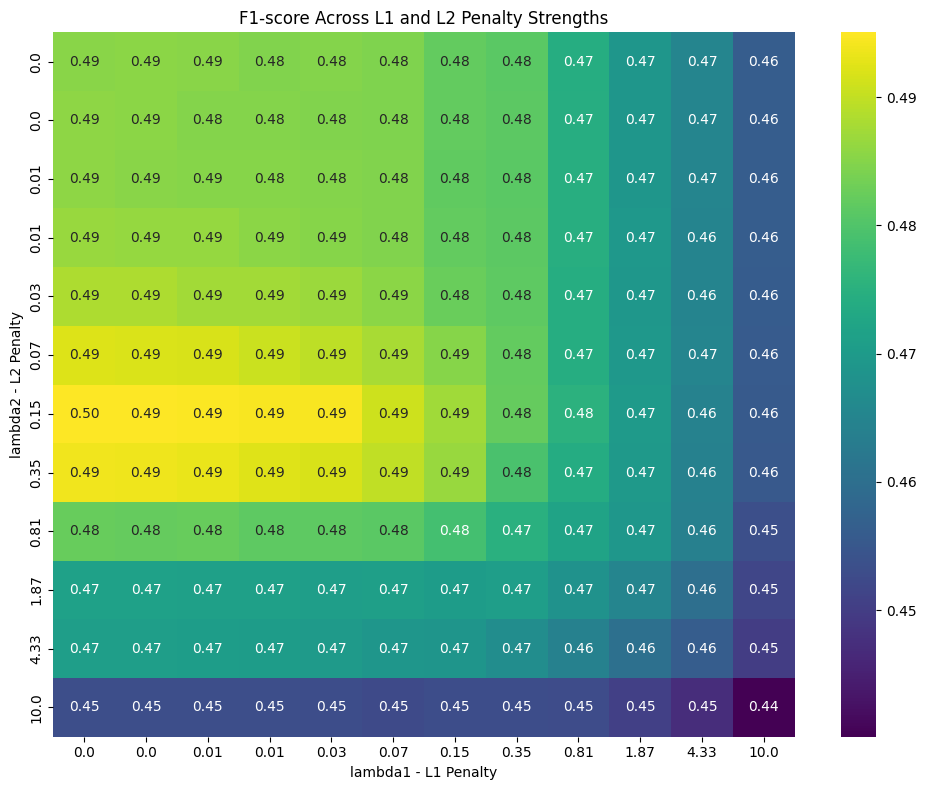 F1-score Across L1 and L2 Penalty Strengths
0.0 0.49 0.49 0.49 0.48 0.48 0.48 0.48 0.48 0.47 0.47 0.47 0.46
0.0 0.49 0.49 0.48 0.48 0.48 0.48 0.48 0.48 0.47 0.47 0.47 0.46
0.01 0.49 0.49 0.49 0.48 0.48 0.48 0.48 0.48 0.47 0.47 0.47 0.46
0.01 0.49 0.49 0.49 0.49 0.49 0.48 0.48 0.48 0.47 0.47 0.46 0.46
0.03 0.49 0.49 0.49 0.49 0.49 0.49 0.48 0.48 0.47 0.47 0.46 0.46
0.07 0.49 0.49 0.49 0.49 0.49 0.49 0.49 0.48 0.47 0.47 0.46 0.46
0.15 0.50 0.49 0.49 0.49 0.49 0.49 0.49 0.48 0.48 0.47 0.46 0.46
0.35 0.49 0.49 0.49 0.49 0.49 0.49 0.49 0.48 0.47 0.47 0.46 0.46
0.81 0.48 0.48 0.48 0.48 0.48 0.48 0.48 0.47 0.47 0.47 0.46 0.45
1.87 0.47 0.47 0.47 0.47 0.47 0.47 0.47 0.47 0.47 0.47 0.46 0.45
4.33 0.47 0.47 0.47 0.47 0.47 0.47 0.47 0.47 0.46 0.46 0.46 0.45
10.0 0.45 0.45 0.45 0.45 0.45 0.45 0.45 0.45 0.45 0.45 0.45 0.44
lambda2 - L2 Penalty
0.0 0.0 0.01 0.01 0.03 0.07 0.15 0.35 0.81 1.87 4.33 10.0
lambda1 - L1 Penalty
0.49
0.48
0.47
0.46
0.45